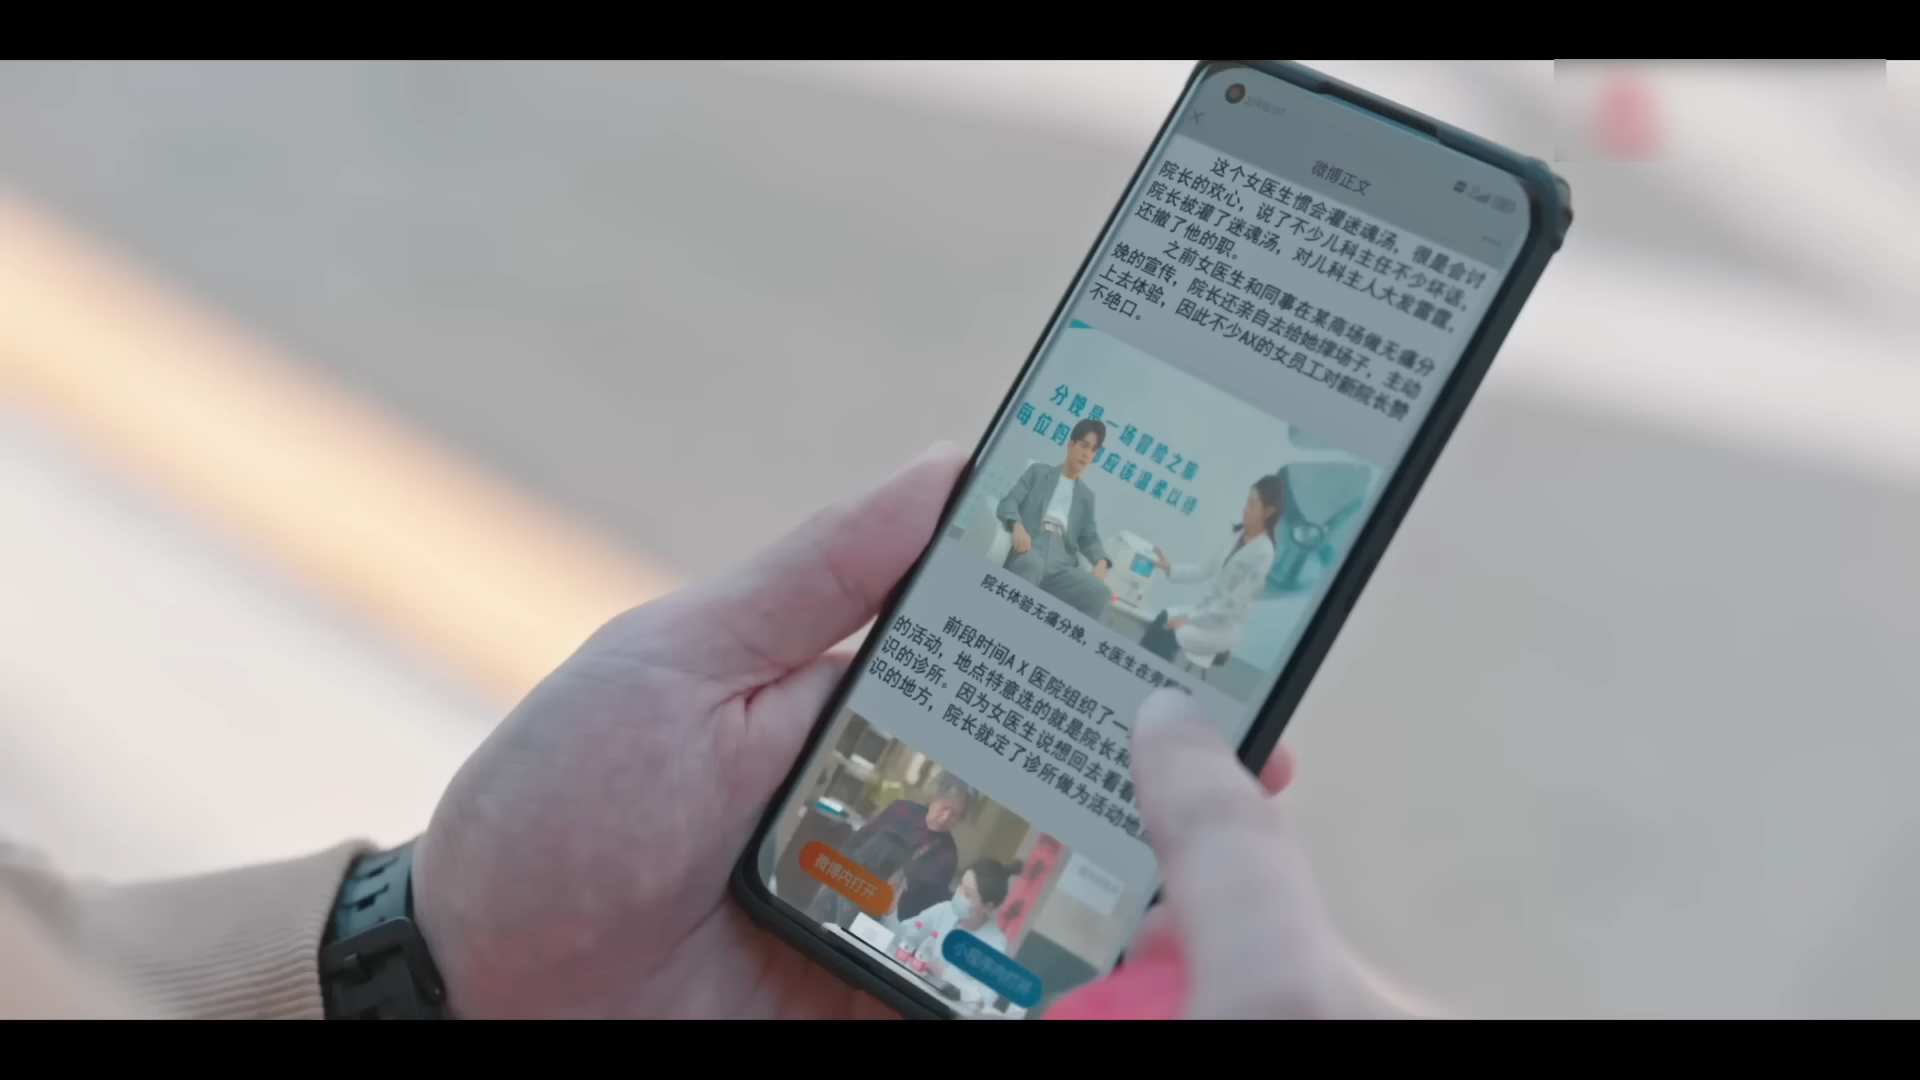 微博正文
这个女医生惯会灌迷魂汤，很是会讨
院长的欢心，说了不少儿科主任不少坏话，
院长被灌了迷魂汤，对儿科主人大发雷霆，
还撤了他的职。
之前女医生和同事在某商场做无痛分
娩的宣传，院长还亲自去给她撑场子，主动
上去体验，因此不少AX的女员工对新院长赞
不绝口。
分娩是一场冒险之旅
每位妈 都应该温柔以待
院长体验无痛分娩，女医生在旁
前段时间AX医院组织了一
的活动，地点特意选的就是院长和
识的诊所。因为女医生说想回去看看
识的地方，院长就定了诊所做为活动地
微博内打开
小程序内打开